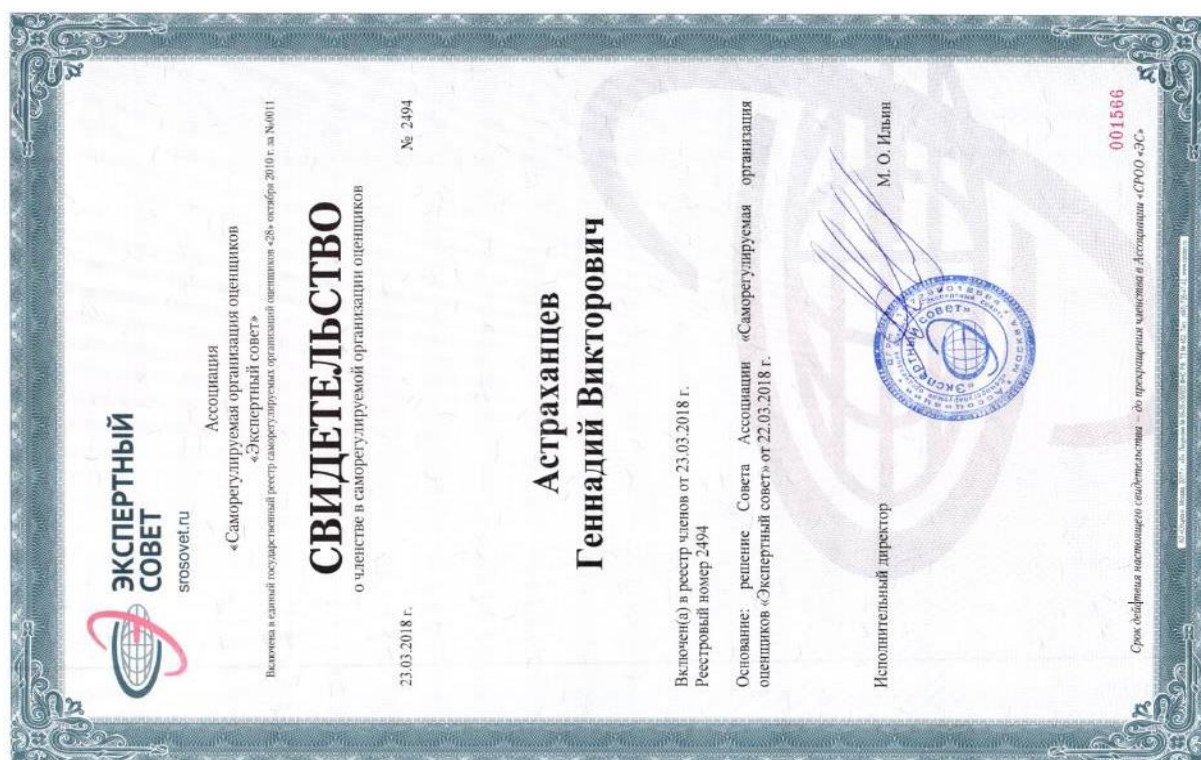 ЭКСПЕРТНЫЙ
СОВЕТ
srosovet.ru
Ассоциация
«Саморегулируемая организация оценщиков
«Экспертный совет»
Включена в единый государственный реестр саморегулируемых организаций оценщиков «28» октября 2010 г. за №0011
СВИДЕТЕЛЬСТВО
о членстве в саморегулируемой организации оценщиков
23.03.2018 г. № 2494
Астраханцев
Геннадий Викторович
Включен(а) в реестр членов от 23.03.2018 г.
Реестровый номер 2494
Основание: решение Совета Ассоциации «Саморегулируемая организация
оценщиков «Экспертный совет» от 22.03.2018 г.
Исполнительный директор М. О. Ильин
«ЭКСПЕРТНЫЙ СОВЕТ»
001566
Срок действия настоящего свидетельства – до прекращения членства в Ассоциации «СРОО «ЭС»